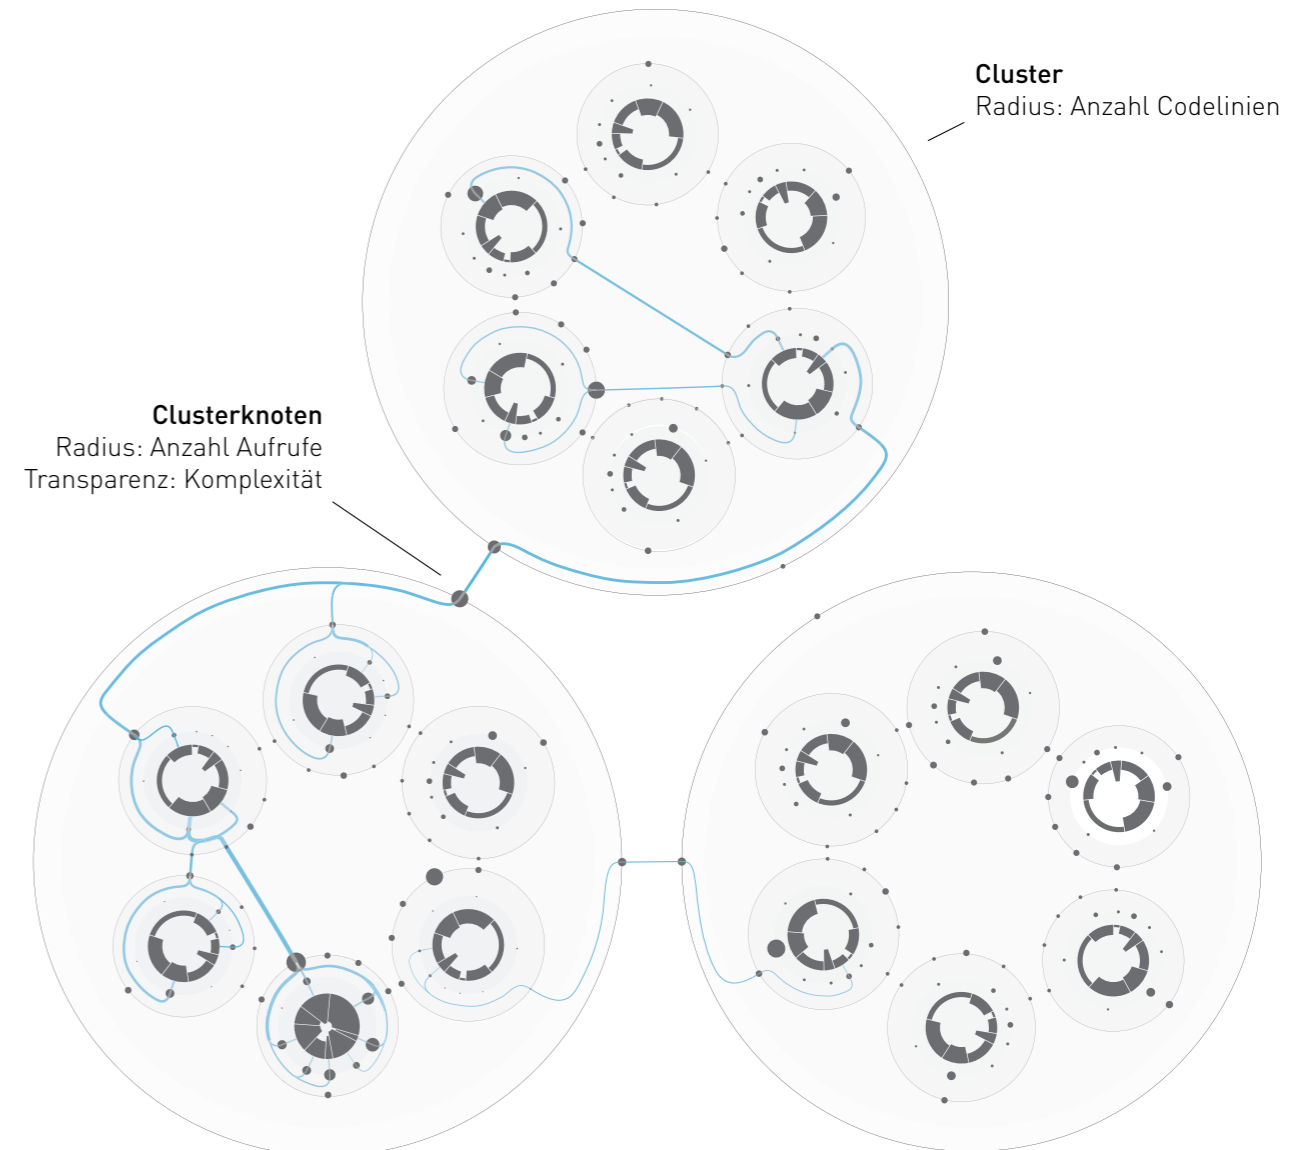 Cluster
Radius: Anzahl Codelinien
Clusterknoten
Radius: Anzahl Aufrufe
Transparenz: Komplexität